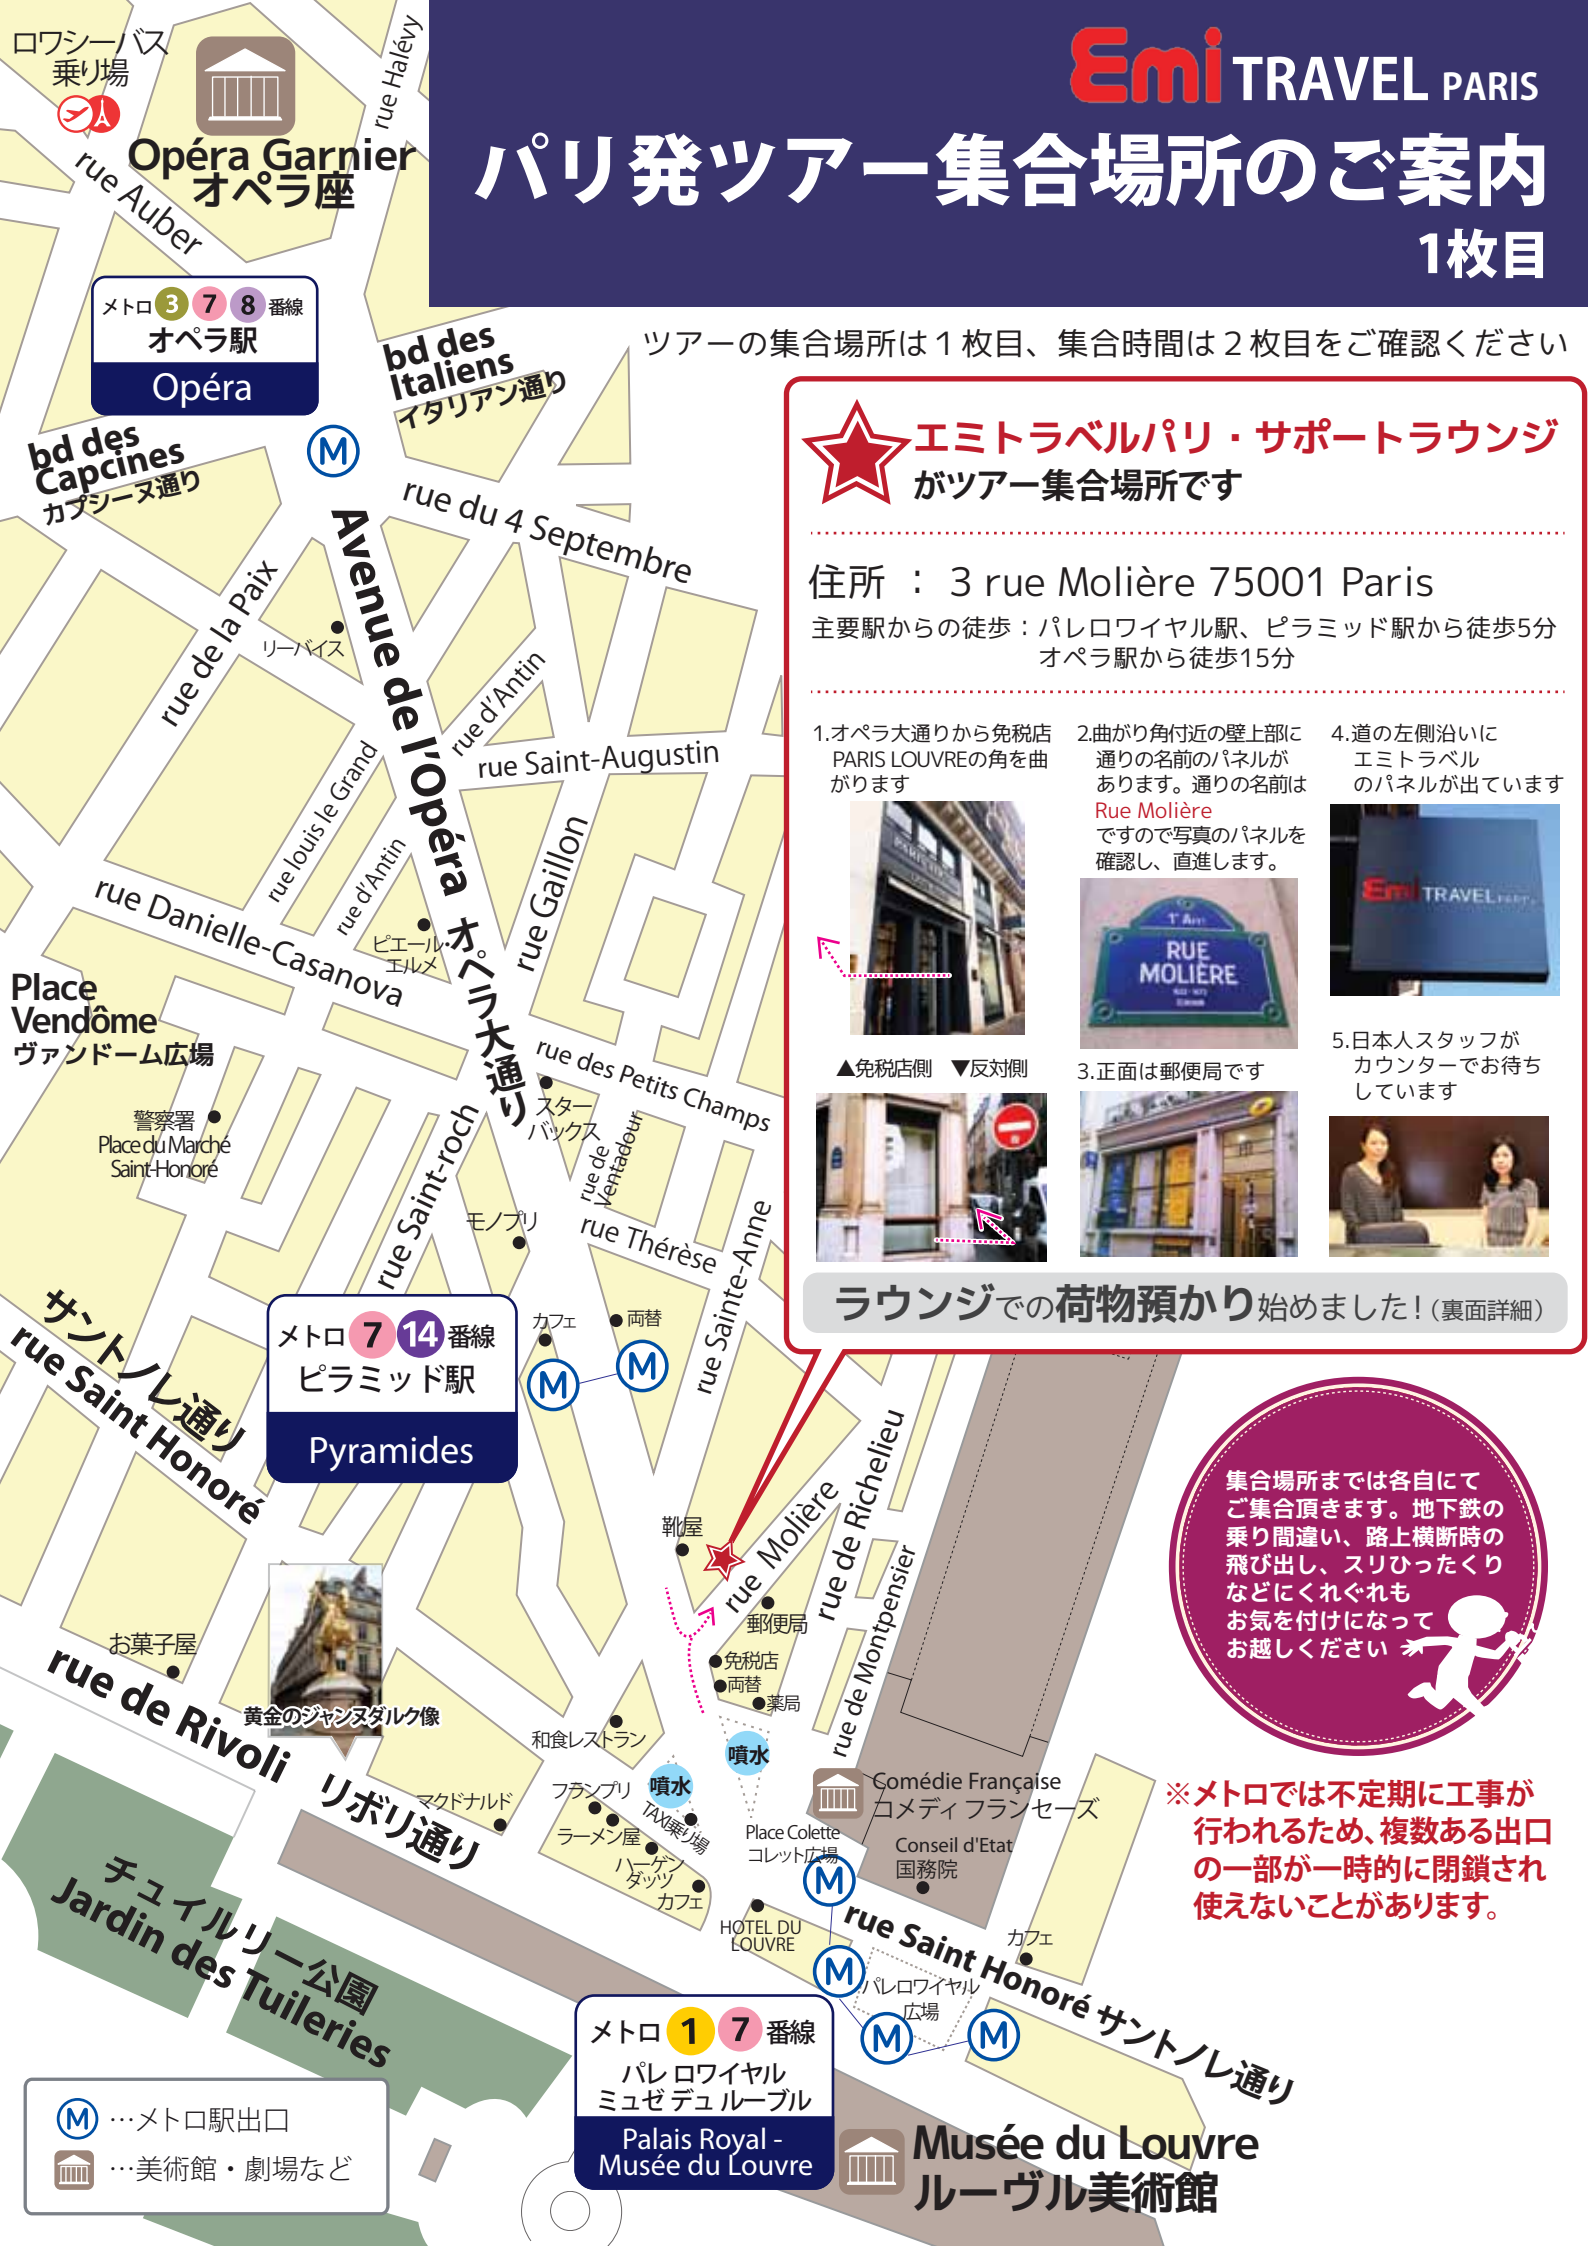 Emi TRAVEL PARIS
パリ発ツアー集合場所のご案内
1枚目
ツアーの集合場所は１枚目、集合時間は２枚目をご確認ください
エミトラベルパリ・サポートラウンジ
がツアー集合場所です
住所 ： 3 rue Molière 75001 Paris
主要駅からの徒歩：パレロワイヤル駅、ピラミッド駅から徒歩5分
オペラ駅から徒歩15分
1.オペラ大通りから免税店
PARIS LOUVREの角を曲
がります
▲免税店側 ▼反対側
2.曲がり角付近の壁上部に
通りの名前のパネルが
あります。通りの名前は
Rue Molière
ですので写真のパネルを
確認し、直進します。
1er Arrt
RUE
MOLIÈRE
3.正面は郵便局です
4.道の左側沿いに
エミトラベル
のパネルが出ています
Emi TRAVEL PARIS
5.日本人スタッフが
カウンターでお待ち
しています
ラウンジでの荷物預かり始めました！（裏面詳細）
ロワシーバス
乗り場
rue Halévy
Opéra Garnier
オペラ座
rue Auber
メトロ 3 7 8 番線
オペラ駅
Opéra
bd des
Italiens
イタリアン通り
bd des
Capcines
カプシーヌ通り
M
rue du 4 Septembre
Avenue de l'Opéra オペラ大通り
rue de la Paix
リーバイス
rue d'Antin
rue Saint-Augustin
rue louis le Grand
rue d'Antin
rue Gaillon
rue Danielle-Casanova
ピエール・
エルメ
Place
Vendôme
ヴァンドーム広場
rue des Petits Champs
スター
バックス
警察署
Place du Marché
Saint-Honoré
rue Saint-roch
rue de
Ventadour
モノプリ
rue Thérèse
rue Sainte-Anne
サントノレ通り
rue Saint Honoré
メトロ 7 14 番線
ピラミッド駅
Pyramides
カフェ
両替
M
M
rue de Richelieu
rue Molière
靴屋
rue de Montpensier
郵便局
免税店
両替
薬局
お菓子屋
黄金のジャンヌダルク像
rue de Rivoli リボリ通り
和食レストラン
噴水
噴水
フランプリ
マクドナルド
TAXI乗り場
ラーメン屋
ハーゲン
ダッツ
カフェ
Comédie Française
コメディ フランセーズ
Place Colette
コレット広場
Conseil d'Etat
国務院
M
HOTEL DU
LOUVRE
rue Saint Honoré サントノレ通り
カフェ
M
パレロワイヤル
広場
M
M
チュイルリー公園
Jardin des Tuileries
メトロ 1 7 番線
パレ ロワイヤル
ミュゼ デュ ルーブル
Palais Royal -
Musée du Louvre
Musée du Louvre
ルーヴル美術館
M …メトロ駅出口
…美術館・劇場など
集合場所までは各自にて
ご集合頂きます。地下鉄の
乗り間違い、路上横断時の
飛び出し、スリひったくり
などにくれぐれも
お気を付けになって
お越しください
※メトロでは不定期に工事が
行われるため､複数ある出口
の一部が一時的に閉鎖され
使えないことがあります。